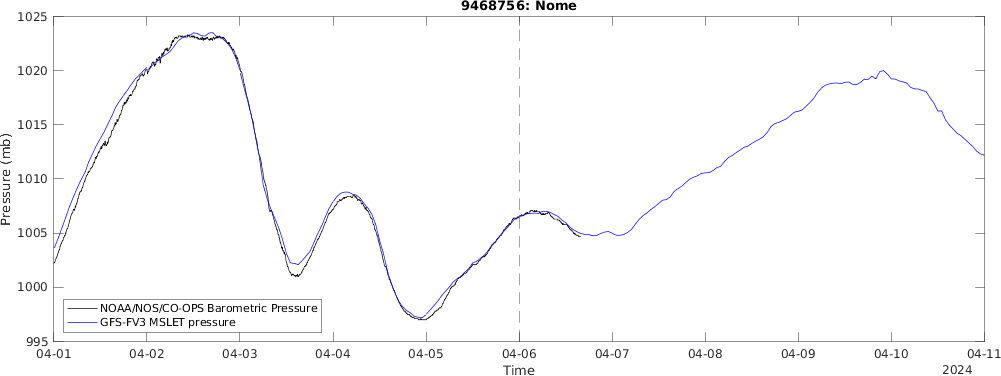 9468756: Nome
1025
1020
1015
1010
1005
1000
995
Pressure (mb)
NOAA/NOS/CO-OPS Barometric Pressure
GFS-FV3 MSLET pressure
04-01 04-02 04-03 04-04 04-05 04-06 04-07 04-08 04-09 04-10 04-11
Time
2024